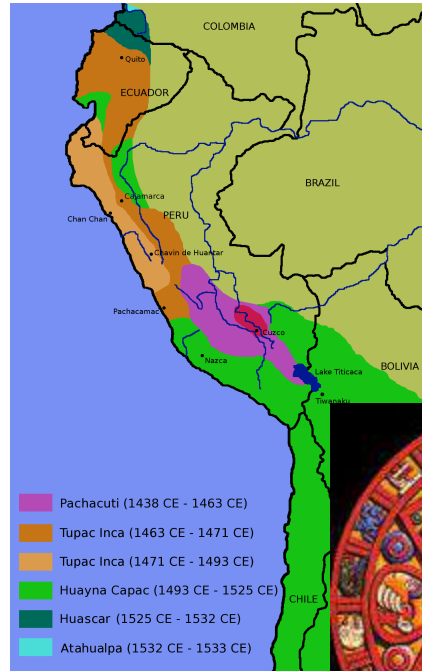 COLOMBIA
Quito
ECUADOR
BRAZIL
Cajamarca
PERU
Chan Chan
Chavin de Huantar
Pachacamac
Cuzco
Nazca
Lake Titicaca
BOLIVIA
Tiwanaku
Pachacuti (1438 CE - 1463 CE)
Tupac Inca (1463 CE - 1471 CE)
Tupac Inca (1471 CE - 1493 CE)
Huayna Capac (1493 CE - 1525 CE)
CHILE
Huascar (1525 CE - 1532 CE)
Atahualpa (1532 CE - 1533 CE)